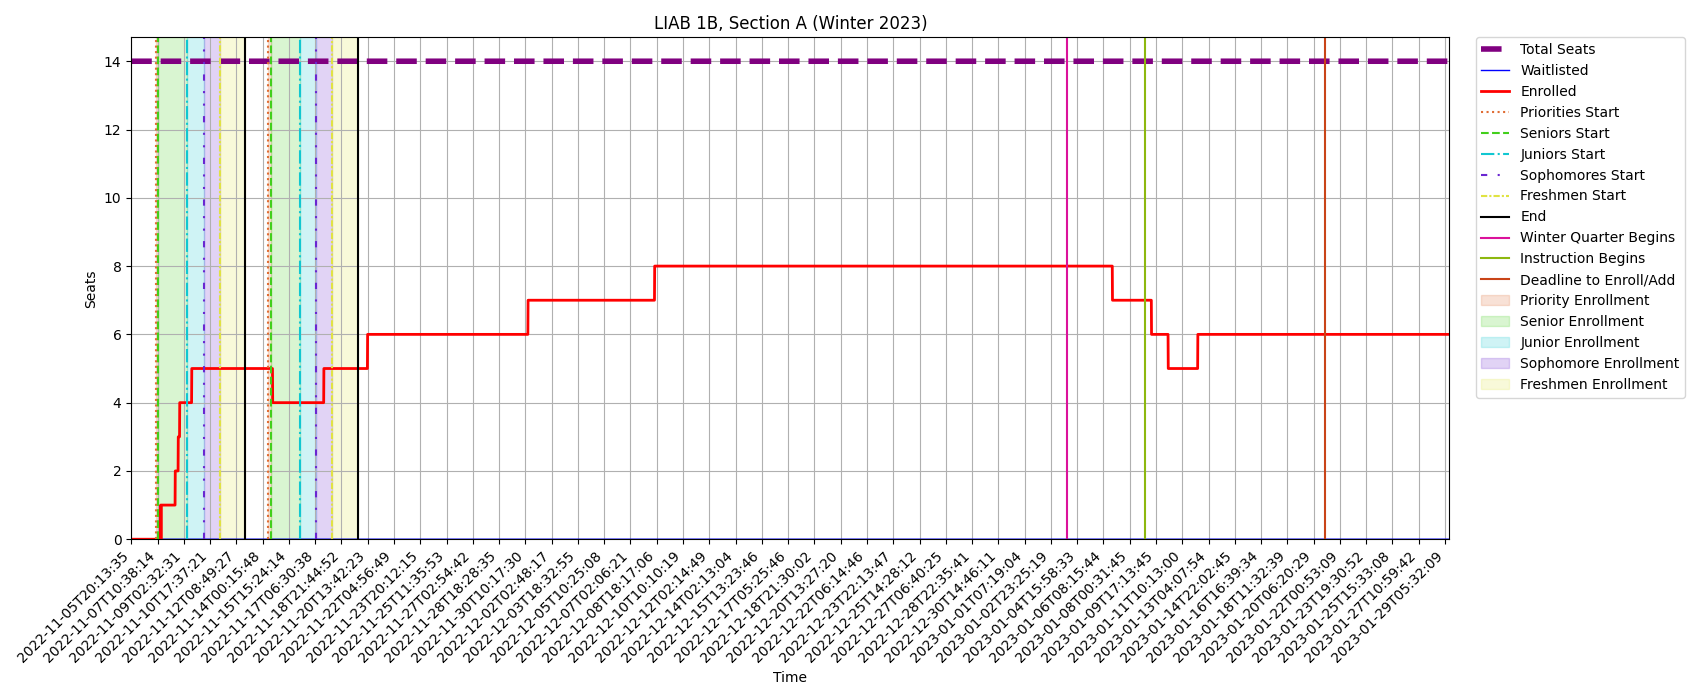 LIAB 1B, Section A (Winter 2023)
Seats
14
12
10
8
6
4
2
0
2022-11-05T20:13:35
2022-11-07T10:38:14
2022-11-09T02:32:31
2022-11-10T17:37:21
2022-11-12T08:49:27
2022-11-14T00:15:48
2022-11-15T15:24:14
2022-11-17T06:30:38
2022-11-18T21:44:52
2022-11-20T13:42:23
2022-11-22T04:56:49
2022-11-23T20:12:15
2022-11-25T11:35:53
2022-11-27T02:54:42
2022-11-28T18:28:35
2022-11-30T10:17:30
2022-12-02T02:48:17
2022-12-03T18:32:55
2022-12-05T10:25:08
2022-12-07T02:06:21
2022-12-08T18:17:06
2022-12-10T10:10:19
2022-12-12T02:14:49
2022-12-14T02:13:04
2022-12-15T13:23:46
2022-12-17T05:25:46
2022-12-18T21:30:02
2022-12-20T13:27:20
2022-12-22T06:14:46
2022-12-23T22:13:47
2022-12-25T14:28:12
2022-12-27T06:40:25
2022-12-28T22:35:41
2022-12-30T14:46:11
2023-01-01T07:19:04
2023-01-02T23:25:19
2023-01-04T15:58:33
2023-01-06T08:15:44
2023-01-08T00:31:45
2023-01-09T17:13:45
2023-01-11T10:13:00
2023-01-13T04:07:54
2023-01-14T22:02:45
2023-01-16T16:39:34
2023-01-18T11:32:39
2023-01-20T06:20:29
2023-01-22T00:53:09
2023-01-23T19:30:52
2023-01-25T15:33:08
2023-01-27T10:59:42
2023-01-29T05:32:09
Time
Total Seats
Waitlisted
Enrolled
Priorities Start
Seniors Start
Juniors Start
Sophomores Start
Freshmen Start
End
Winter Quarter Begins
Instruction Begins
Deadline to Enroll/Add
Priority Enrollment
Senior Enrollment
Junior Enrollment
Sophomore Enrollment
Freshmen Enrollment